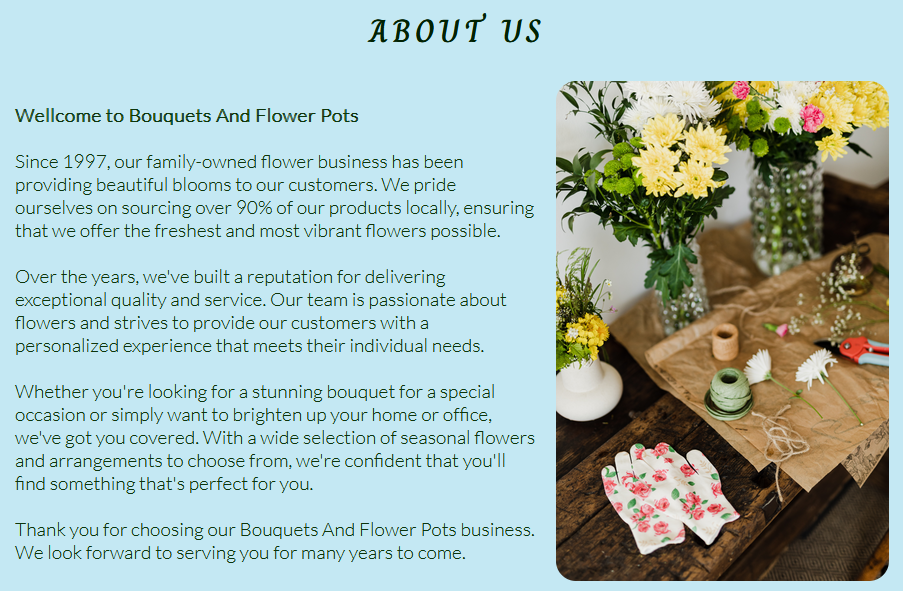 ABOUT US
Wellcome to Bouquets And Flower Pots
Since 1997, our family-owned flower business has been
providing beautiful blooms to our customers. We pride
ourselves on sourcing over 90% of our products locally, ensuring
that we offer the freshest and most vibrant flowers possible.
Over the years, we've built a reputation for delivering
exceptional quality and service. Our team is passionate about
flowers and strives to provide our customers with a
personalized experience that meets their individual needs.
Whether you're looking for a stunning bouquet for a special
occasion or simply want to brighten up your home or office,
we've got you covered. With a wide selection of seasonal flowers
and arrangements to choose from, we're confident that you'll
find something that's perfect for you.
Thank you for choosing our Bouquets And Flower Pots business.
We look forward to serving you for many years to come.